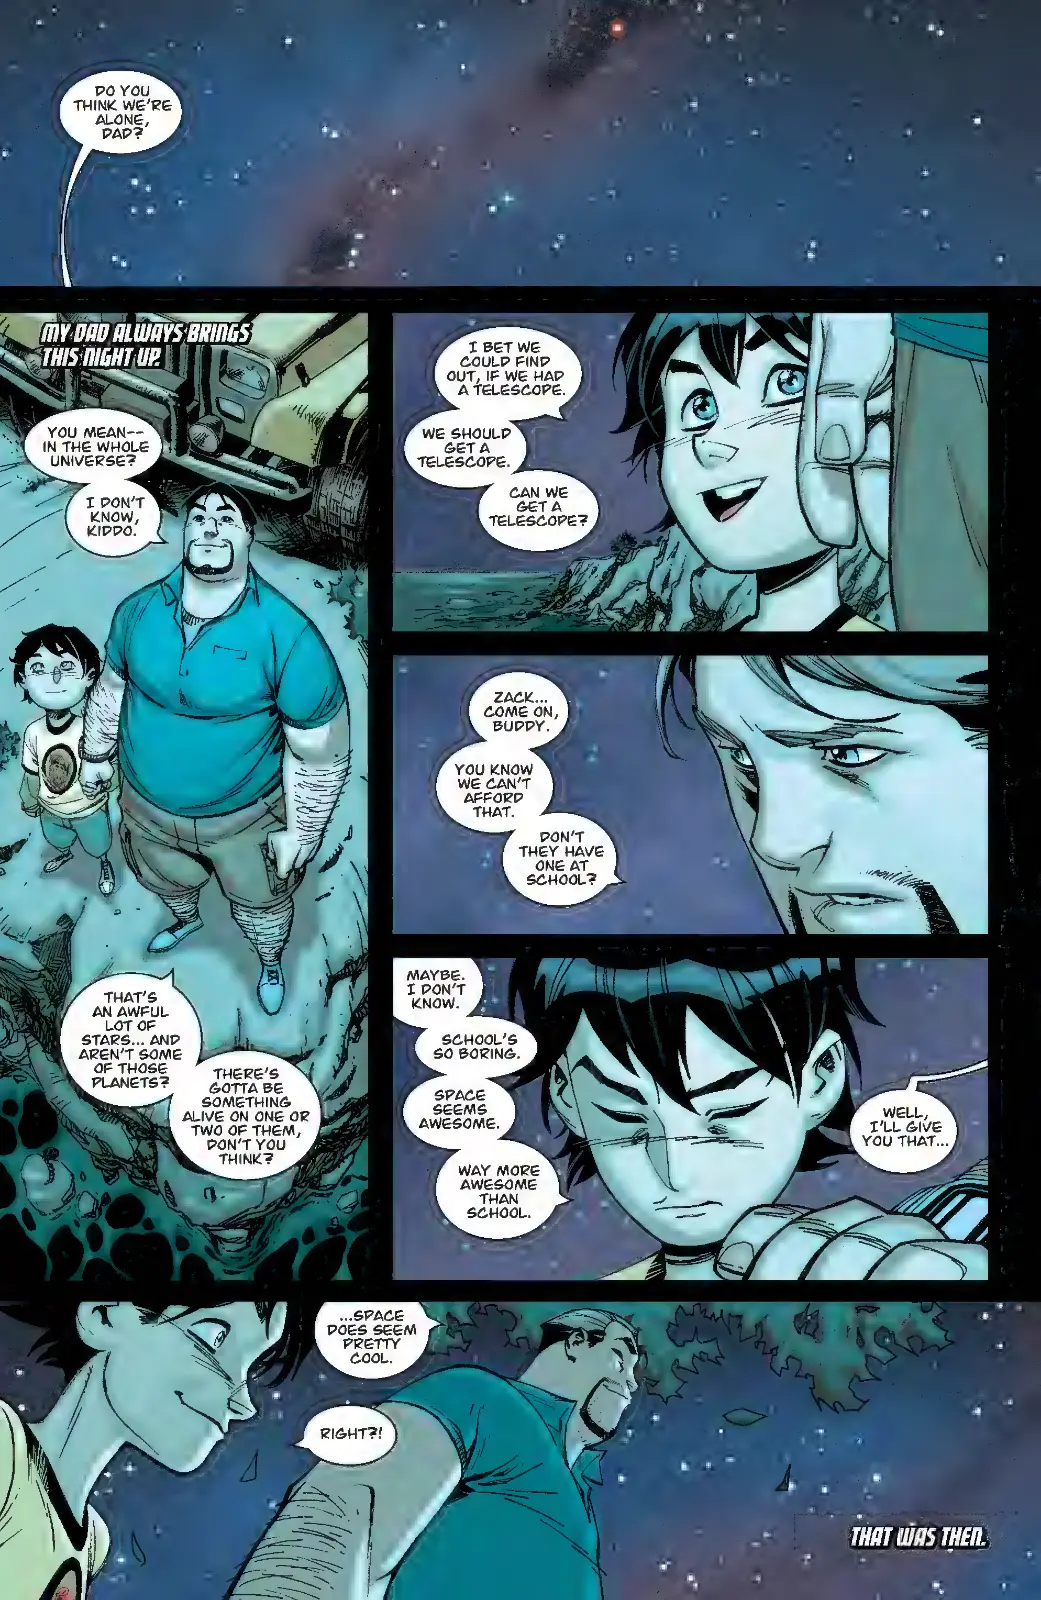 DO YOU
THINK WE'RE
ALONE,
DAD?
MY DAD ALWAYS BRINGS
THIS NIGHT UP.
YOU MEAN--
IN THE WHOLE
UNIVERSE?
I DON'T
KNOW,
KIDDO.
THAT'S
AN AWFUL
LOT OF
STARS... AND
AREN'T SOME
OF THOSE
PLANETS?
THERE'S
GOTTA BE
SOMETHING
ALIVE ON ONE OR
TWO OF THEM,
DON'T YOU
THINK?
I BET WE
COULD FIND
OUT, IF WE HAD
A TELESCOPE.
WE SHOULD
GET A
TELESCOPE.
CAN WE
GET A
TELESCOPE?
ZACK...
COME ON,
BUDDY.
YOU KNOW
WE CAN'T
AFFORD
THAT.
DON'T
THEY HAVE
ONE AT
SCHOOL?
MAYBE.
I DON'T
KNOW.
SCHOOL'S
SO BORING.
SPACE
SEEMS
AWESOME.
WAY MORE
AWESOME
THAN
SCHOOL.
WELL,
I'LL GIVE
YOU THAT...
...SPACE
DOES SEEM
PRETTY
COOL.
RIGHT?!
THAT WAS THEN.